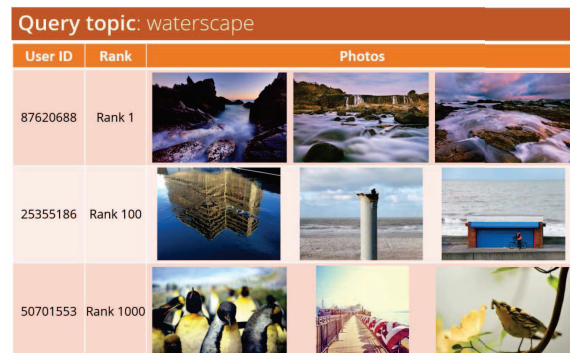 Query topic: waterscape
User ID Rank Photos
87620688 Rank 1
25355186 Rank 100
50701553 Rank 1000